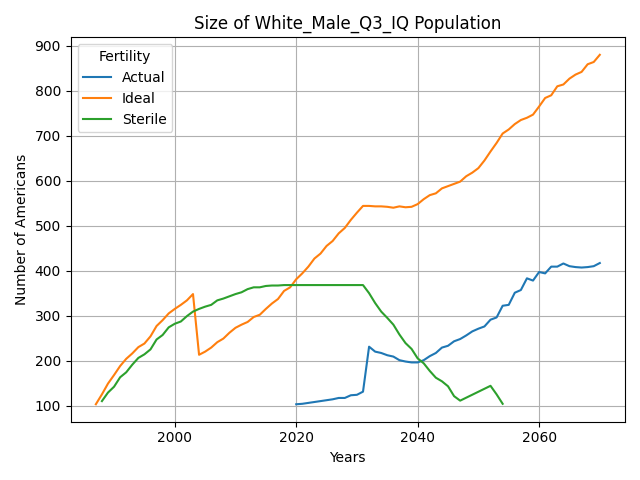 Size of White_Male_Q3_IQ Population
Fertility
Actual
Ideal
Sterile
900
800
700
600
500
400
300
200
100
Number of Americans
2000
2020
2040
2060
Years